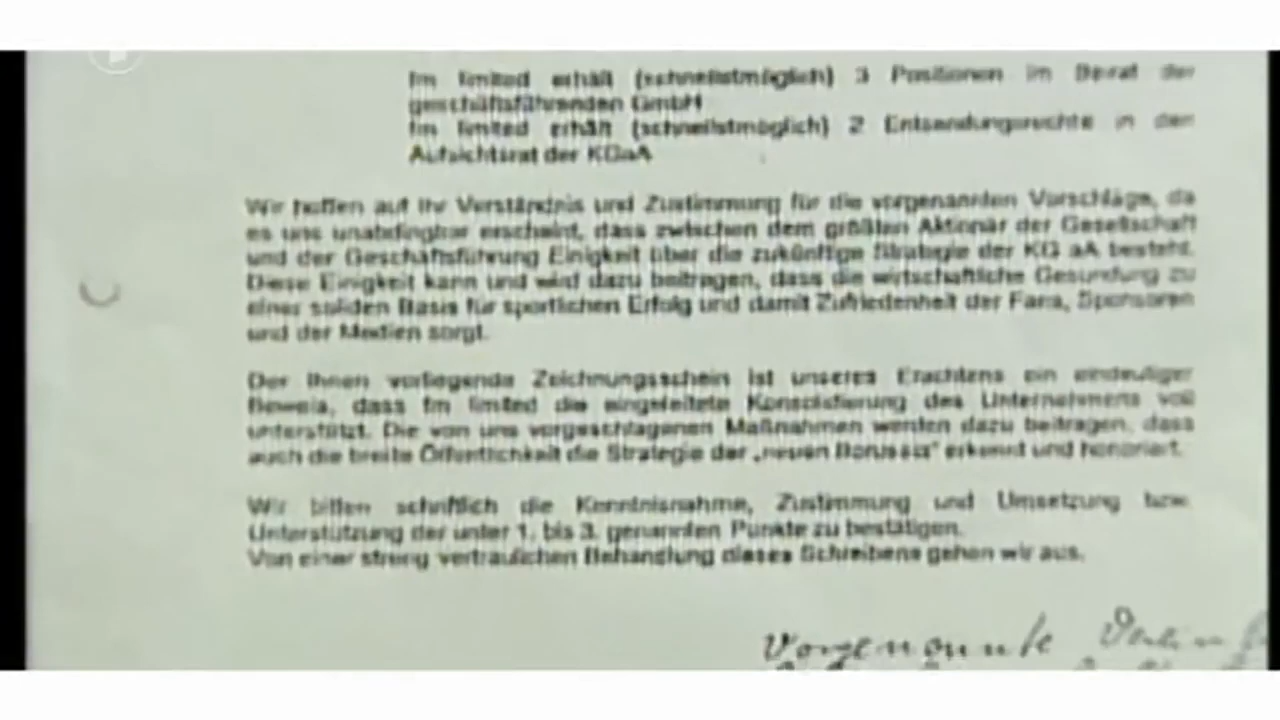 fm limited erhält (schnellstmöglich) 3 Positionen im Beirat der
geschäftsführenden GmbH
fm limited erhält (schnellstmöglich) 2 Entsendungsrechte in den
Aufsichtsrat der KGaA
Wir hoffen auf Ihr Verständnis und Zustimmung für die vorgenannten Vorschläge, da
es uns unabdingbar erscheint, dass zwischen dem größten Aktionär der Gesellschaft
und der Geschäftsführung Einigkeit über die zukünftige Strategie der KG aA besteht.
Diese Einigkeit kann und wird dazu beitragen, dass die wirtschaftliche Gesundung zu
einer soliden Basis für sportlichen Erfolg und damit Zufriedenheit der Fans, Sponsoren
und der Medien sorgt.
Der Ihnen vorliegende Zeichnungsschein ist unseres Erachtens ein eindeutiger
Beweis, dass fm limited die eingeleitete Konsolidierung des Unternehmens voll
unterstützt. Die von uns vorgeschlagenen Maßnahmen werden dazu beitragen, dass
auch die breite Öffentlichkeit die Strategie der „neuen Borussia" erkennt und honoriert.
Wir bitten schriftlich die Kenntnisnahme, Zustimmung und Umsetzung bzw.
Unterstützung der unter 1. bis 3. genannten Punkte zu bestätigen.
Von einer streng vertraulichen Behandlung dieses Schreibens gehen wir aus.
Vorgenannte